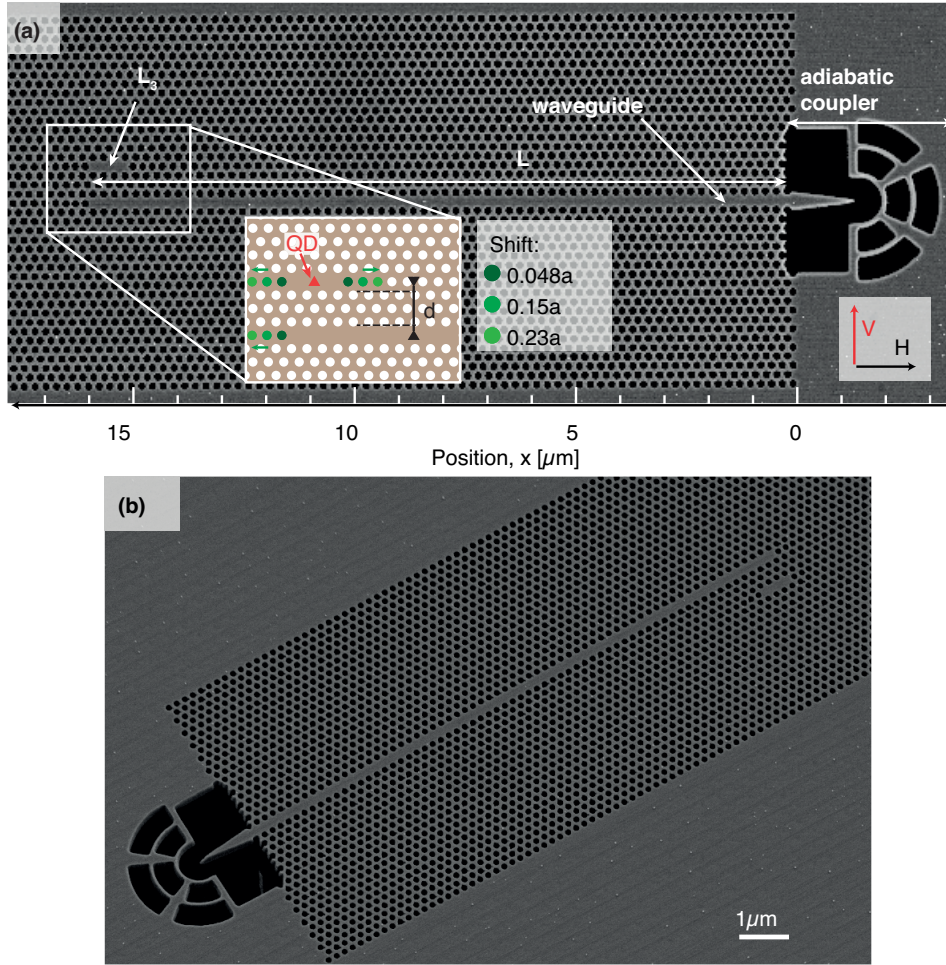 (a)
L₃
waveguide
adiabatic
coupler
L
QD
d
Shift:
0.048a
0.15a
0.23a
V
H
15
10
5
0
Position, x [µm]
(b)
1µm